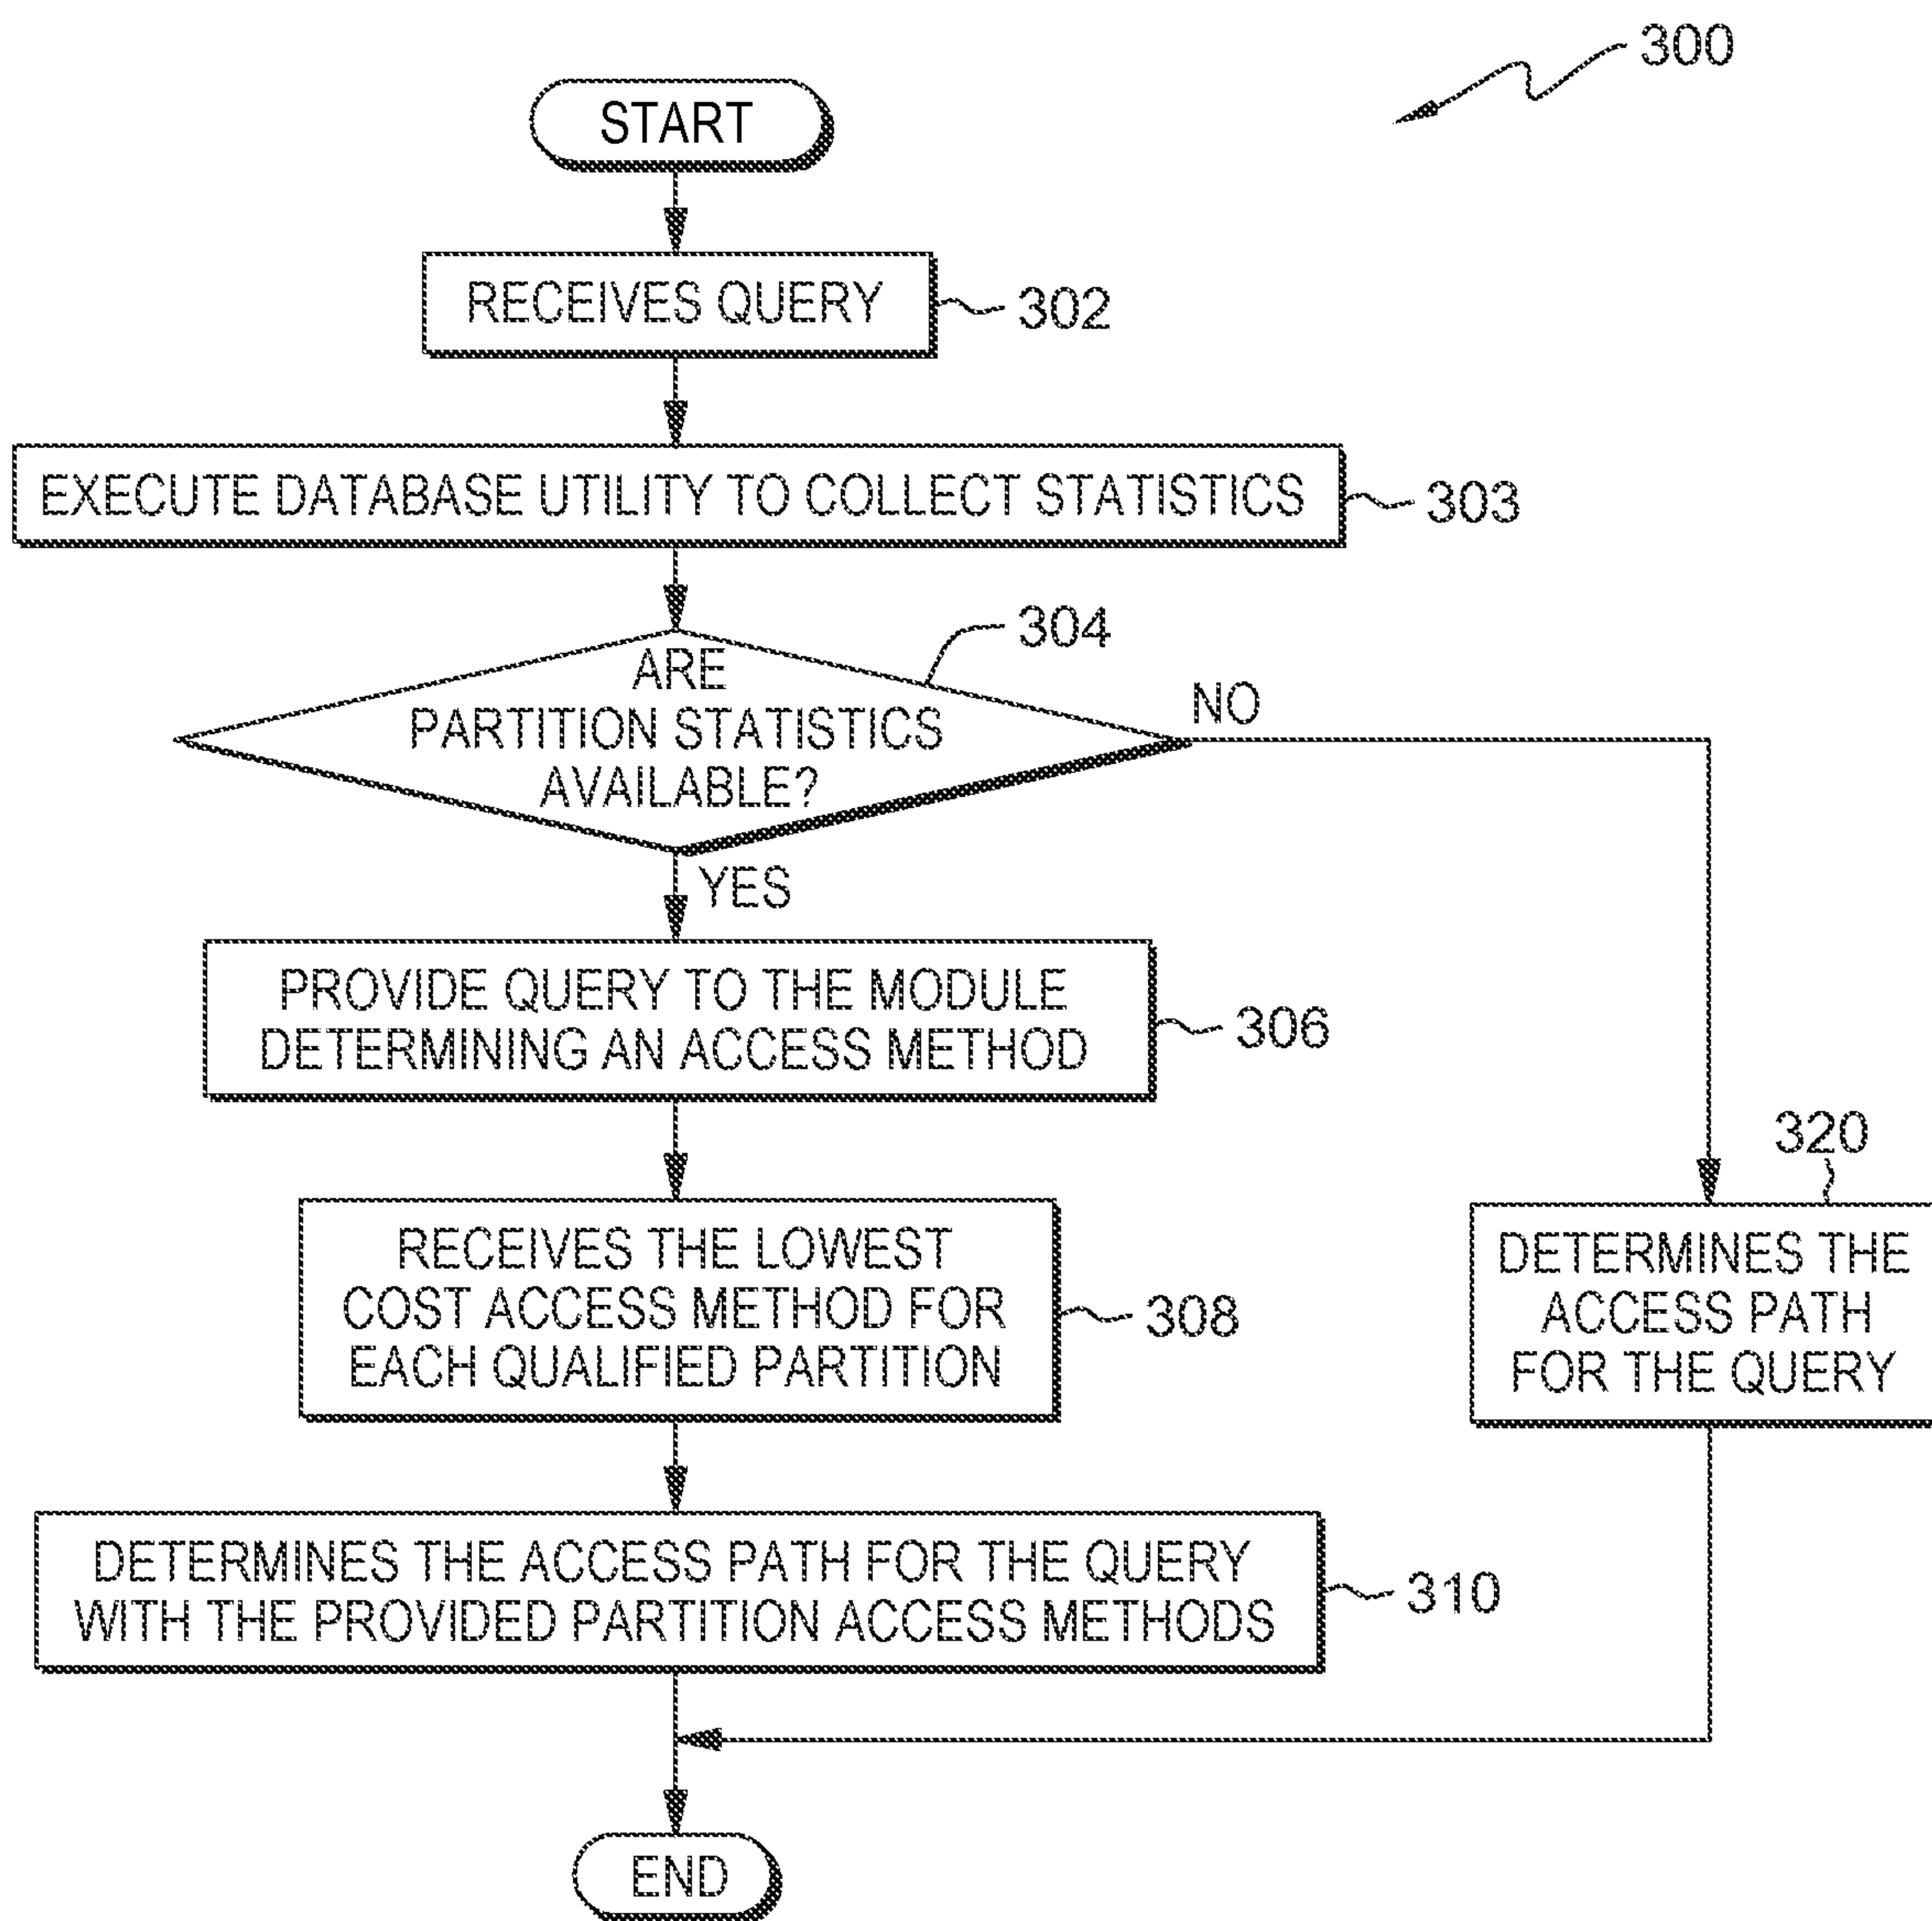 300
START
RECEIVES QUERY
302
EXECUTE DATABASE UTILITY TO COLLECT STATISTICS
303
304
ARE
PARTITION STATISTICS
AVAILABLE?
NO
YES
PROVIDE QUERY TO THE MODULE
DETERMINING AN ACCESS METHOD
306
RECEIVES THE LOWEST
COST ACCESS METHOD FOR
EACH QUALIFIED PARTITION
308
320
DETERMINES THE
ACCESS PATH
FOR THE QUERY
DETERMINES THE ACCESS PATH FOR THE QUERY
WITH THE PROVIDED PARTITION ACCESS METHODS
310
END